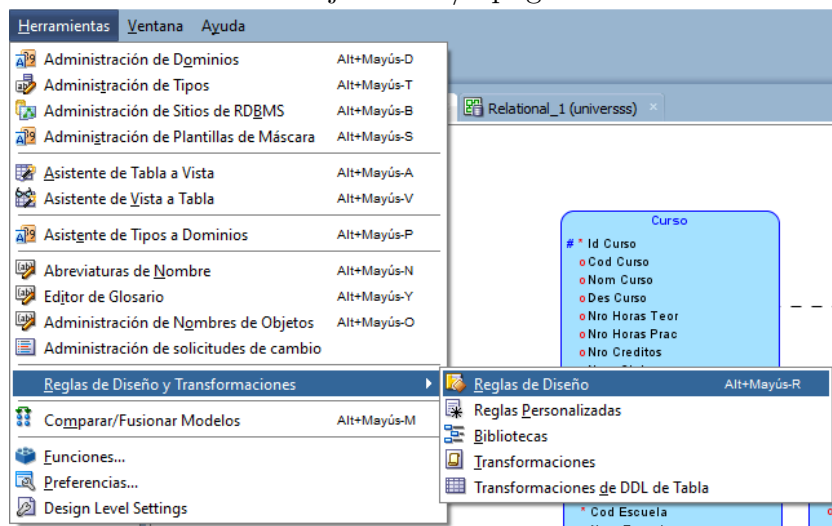 Herramientas Ventana Ayuda
Administración de Dominios Alt+Mayús-D
Administración de Tipos Alt+Mayús-T
Administración de Sitios de RDBMS Alt+Mayús-B
Administración de Plantillas de Máscara Alt+Mayús-S
Asistente de Tabla a Vista Alt+Mayús-A
Asistente de Vista a Tabla Alt+Mayús-V
Asistente de Tipos a Dominios Alt+Mayús-P
Abreviaturas de Nombre Alt+Mayús-N
Editor de Glosario Alt+Mayús-Y
Administración de Nombres de Objetos Alt+Mayús-O
Administración de solicitudes de cambio
Reglas de Diseño y Transformaciones
Comparar/Fusionar Modelos Alt+Mayús-M
Funciones...
Preferencias...
Design Level Settings
Relational_1 (universss)
Curso
# * Id Curso
o Cod Curso
o Nom Curso
o Des Curso
o Nro Horas Teor
o Nro Horas Prac
o Nro Creditos
Reglas de Diseño Alt+Mayús-R
Reglas Personalizadas
Bibliotecas
Transformaciones
Transformaciones de DDL de Tabla
* Cod Escuela